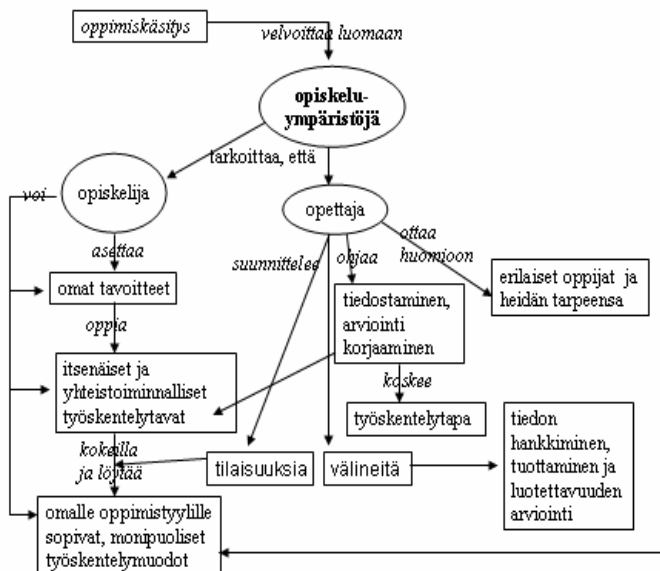 oppimiskäsitys
velvoittaa luomaan
opiskelu-
ympäristöjä
tarkoittaa, että
voi
opiskelija
opettaja
asettaa
suunnittelee
ohjaa
ottaa
huomioon
omat tavoitteet
tiedostaminen,
arviointi
korjaaminen
erilaiset oppijat ja
heidän tarpeensa
oppia
itsenäiset ja
yhteistoiminnalliset
työskentelytavat
koskee
työskentelytapa
kokeilla
ja löytää
tilaisuuksia
välineitä
tiedon
hankkiminen,
tuottaminen ja
luotettavuuden
arviointi
omalle oppimistyylille
sopivat, monipuoliset
työskentelymuodot